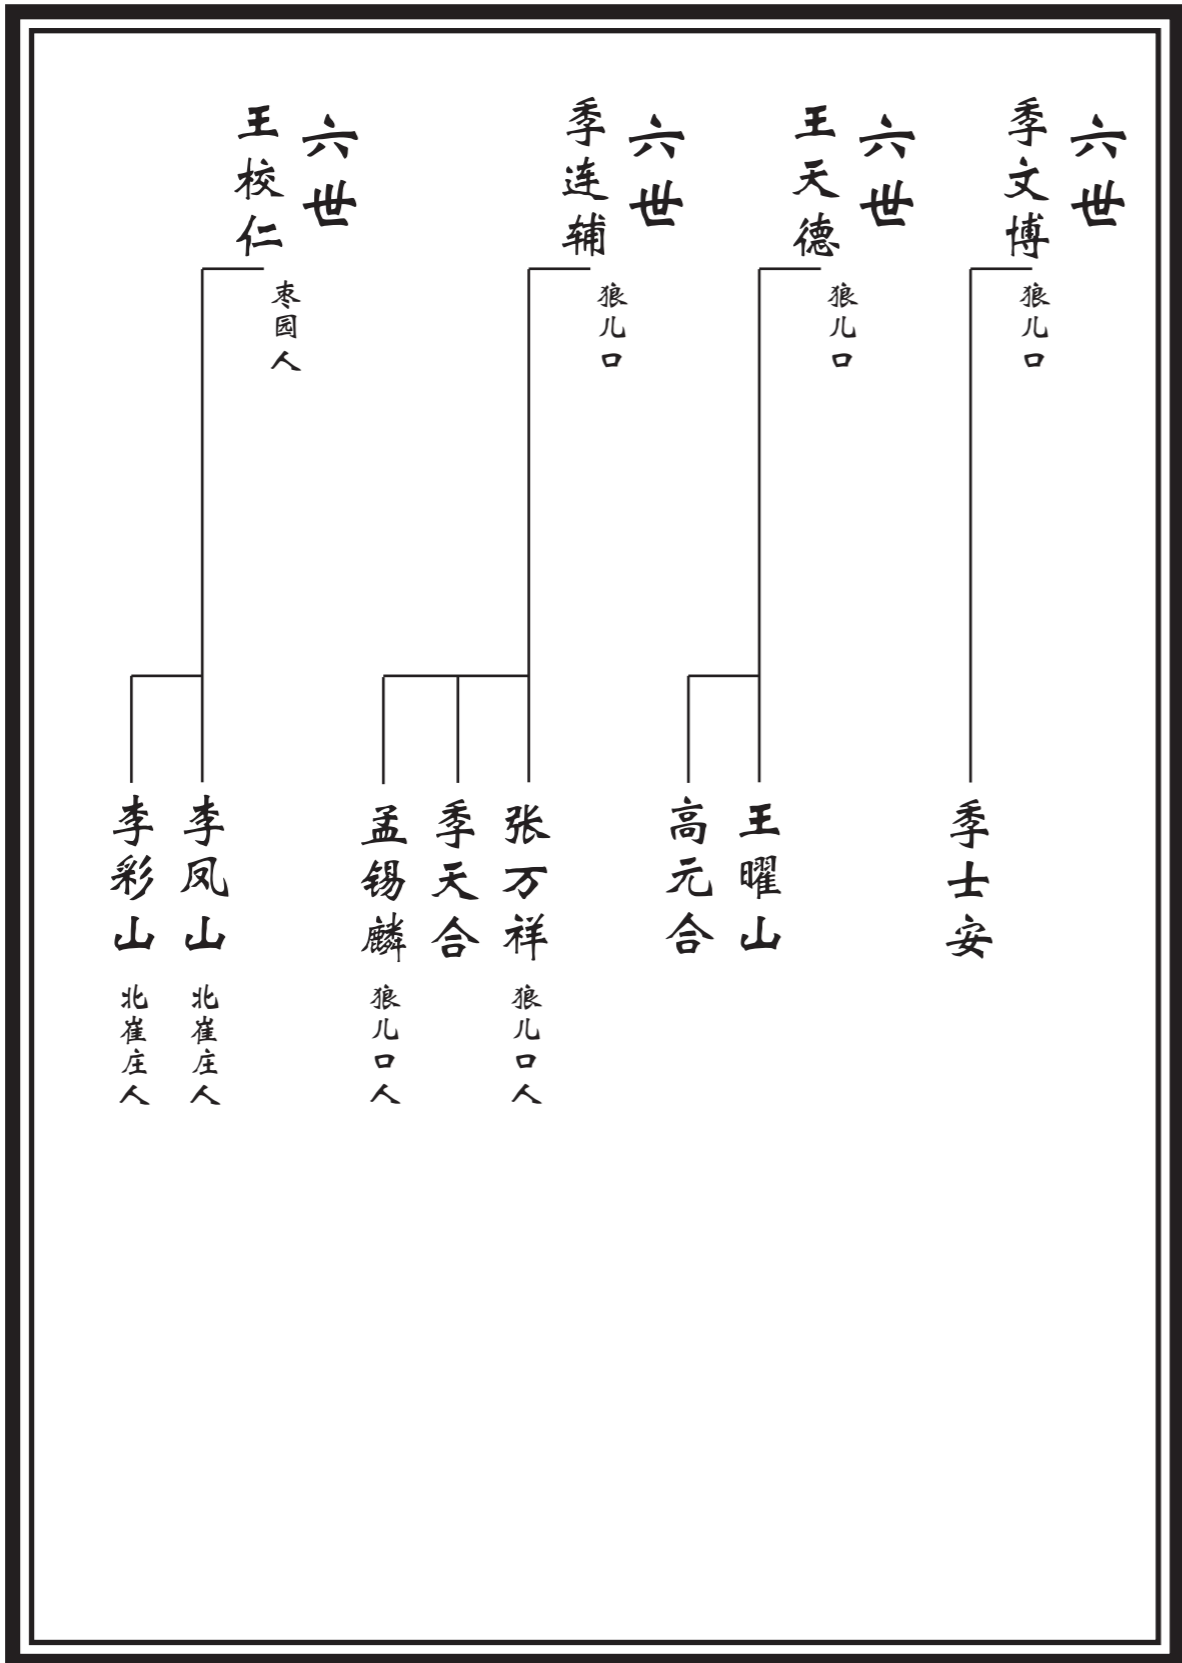 六世
季文博
狼儿口
季士安
六世
王天德
狼儿口
王曜山
高元合
六世
季连辅
狼儿口
张万祥
狼儿口人
季天合
孟锡麟
狼儿口人
六世
王校仁
枣园人
李凤山
北崔庄人
李彩山
北崔庄人